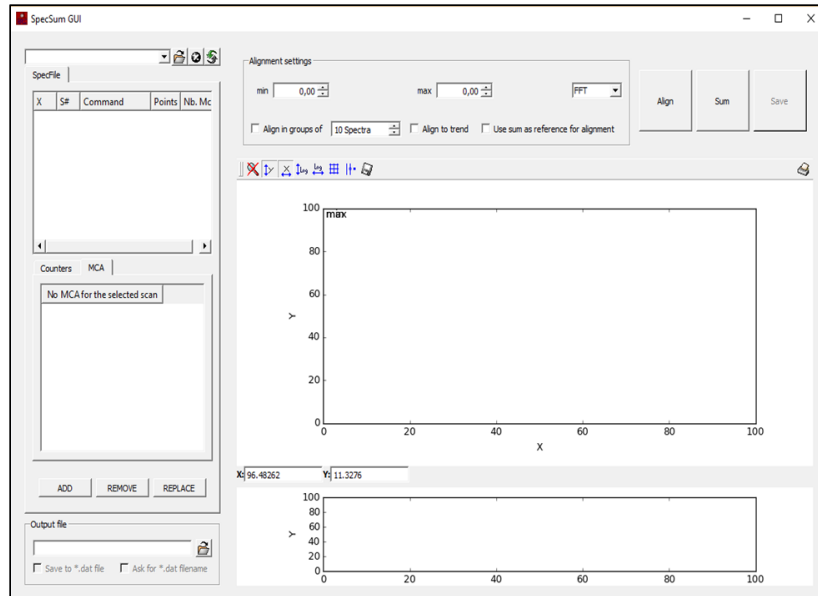 SpecSum GUI
SpecFile
X S# Command Points Nb. Mc
Counters MCA
No MCA for the selected scan
ADD REMOVE REPLACE
Output file
Save to *.dat file Ask for *.dat filename
Alignment settings
min 0,00 max 0,00 FFT
Align in groups of 10 Spectra Align to trend Use sum as reference for alignment
Align Sum Save
Y X Log Log
100
80
60
40
20
0
Y
max
0 20 40 60 80 100
X
X: 96.48262 Y: 11.3276
100
80
60
40
20
0
Y
0 20 40 60 80 100